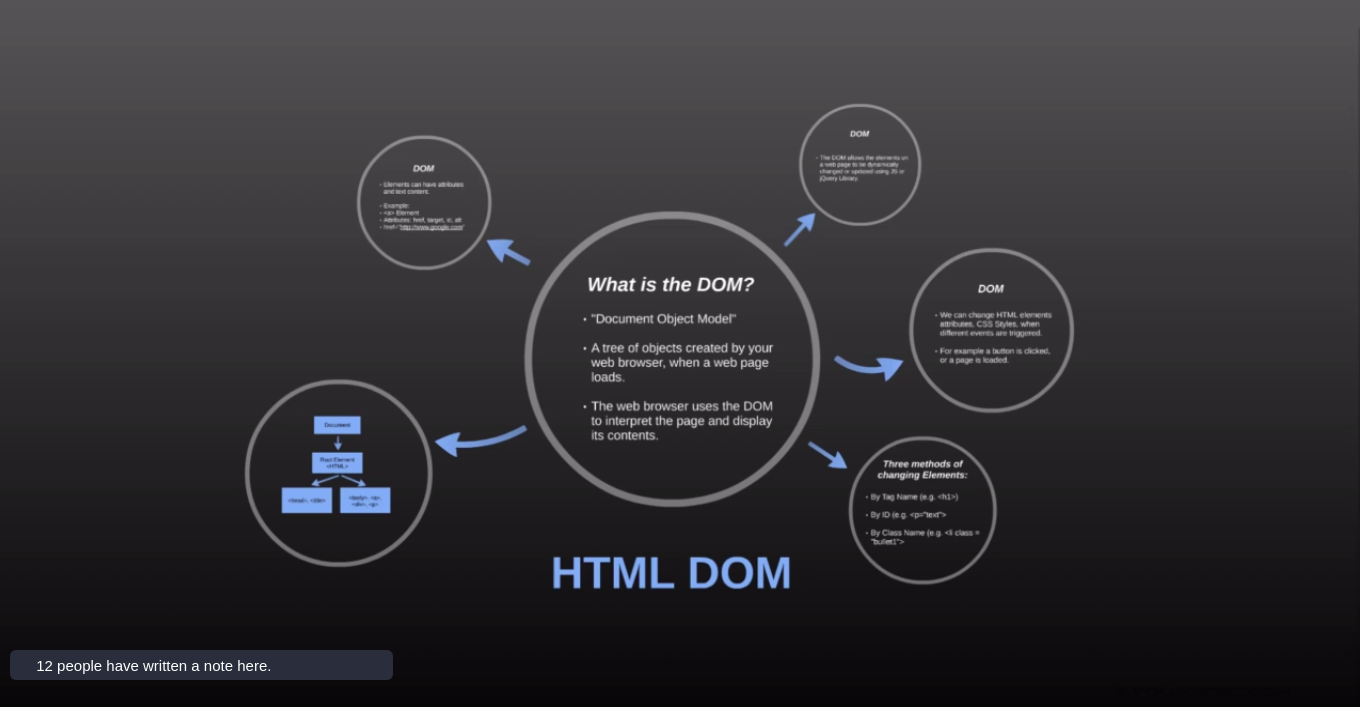 DOM
• Elements can have attributes
and text content.
• Example:
• <a> Element
• Attributes: href, target, id, alt
• href="http://www.google.com"
DOM
• The DOM allows the elements on
a web page to be dynamically
changed or updated using JS or
jQuery Library.
What is the DOM?
• "Document Object Model"
• A tree of objects created by your
web browser, when a web page
loads.
• The web browser uses the DOM
to interpret the page and display
its contents.
DOM
• We can change HTML elements
attributes, CSS Styles, when
different events are triggered.
• For example a button is clicked,
or a page is loaded.
Document
Root Element
<HTML>
<head>, <title>
<body>, <a>,
<div>, <p>
Three methods of
changing Elements:
• By Tag Name (e.g. <h1>)
• By ID (e.g. <p="text">
• By Class Name (e.g. <li class =
"bullet1">
HTML DOM
12 people have written a note here.